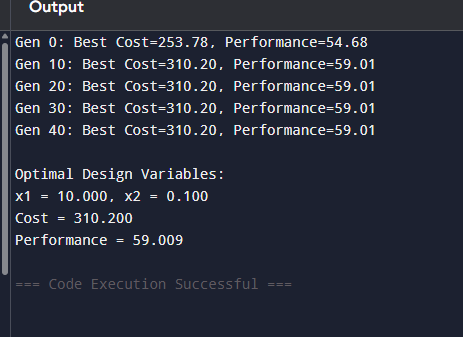 Output
Gen 0: Best Cost=253.78, Performance=54.68
Gen 10: Best Cost=310.20, Performance=59.01
Gen 20: Best Cost=310.20, Performance=59.01
Gen 30: Best Cost=310.20, Performance=59.01
Gen 40: Best Cost=310.20, Performance=59.01
Optimal Design Variables:
x1 = 10.000, x2 = 0.100
Cost = 310.200
Performance = 59.009
=== Code Execution Successful ===